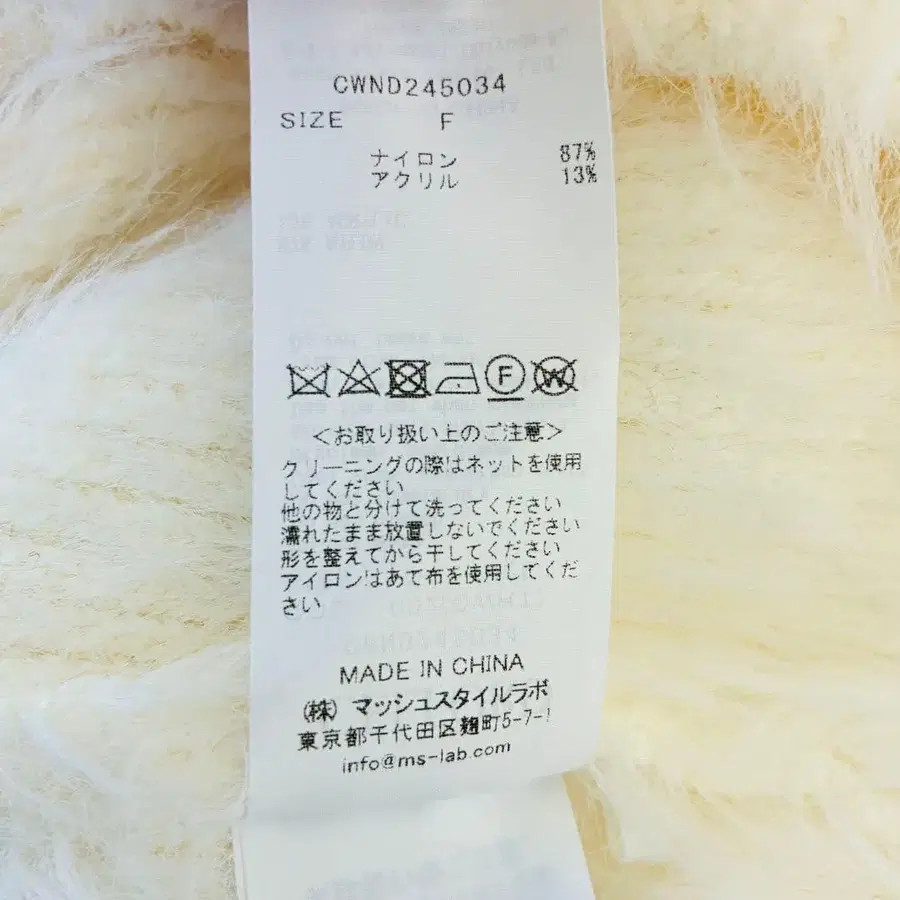 CWND245034
SIZE F
ナイロン 87%
アクリル 13%
F W
＜お取り扱い上のご注意＞
クリーニングの際はネットを使用
してください
他の物と分けて洗ってください
濡れたまま放置しないでください
形を整えてから干してください
アイロンはあて布を使用してくだ
さい
MADE IN CHINA
(株) マッシュスタイルラボ
東京都千代田区麹町5-7-1
info@ms-lab.com